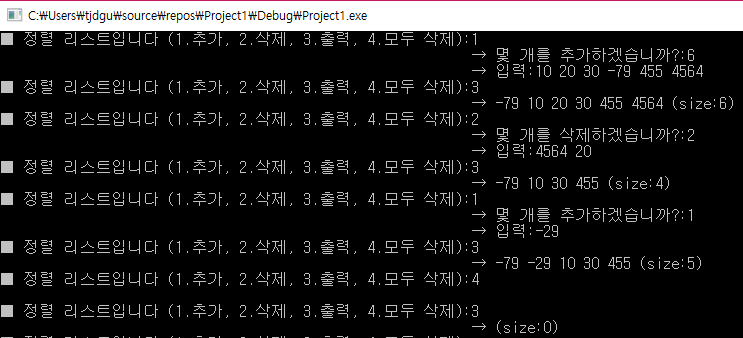 C:₩Users₩tjdgu₩source₩repos₩Project1₩Debug₩Project1.exe
■ 정렬 리스트입니다 (1.추가, 2.삭제, 3.출력, 4.모두 삭제):1
→ 몇 개를 추가하겠습니까?:6
→ 입력:10 20 30 -79 455 4564
■ 정렬 리스트입니다 (1.추가, 2.삭제, 3.출력, 4.모두 삭제):3
→ -79 10 20 30 455 4564 (size:6)
■ 정렬 리스트입니다 (1.추가, 2.삭제, 3.출력, 4.모두 삭제):2
→ 몇 개를 삭제하겠습니까?:2
→ 입력:4564 20
■ 정렬 리스트입니다 (1.추가, 2.삭제, 3.출력, 4.모두 삭제):3
→ -79 10 30 455 (size:4)
■ 정렬 리스트입니다 (1.추가, 2.삭제, 3.출력, 4.모두 삭제):1
→ 몇 개를 추가하겠습니까?:1
→ 입력:-29
■ 정렬 리스트입니다 (1.추가, 2.삭제, 3.출력, 4.모두 삭제):3
→ -79 -29 10 30 455 (size:5)
■ 정렬 리스트입니다 (1.추가, 2.삭제, 3.출력, 4.모두 삭제):4
■ 정렬 리스트입니다 (1.추가, 2.삭제, 3.출력, 4.모두 삭제):3
→ (size:0)